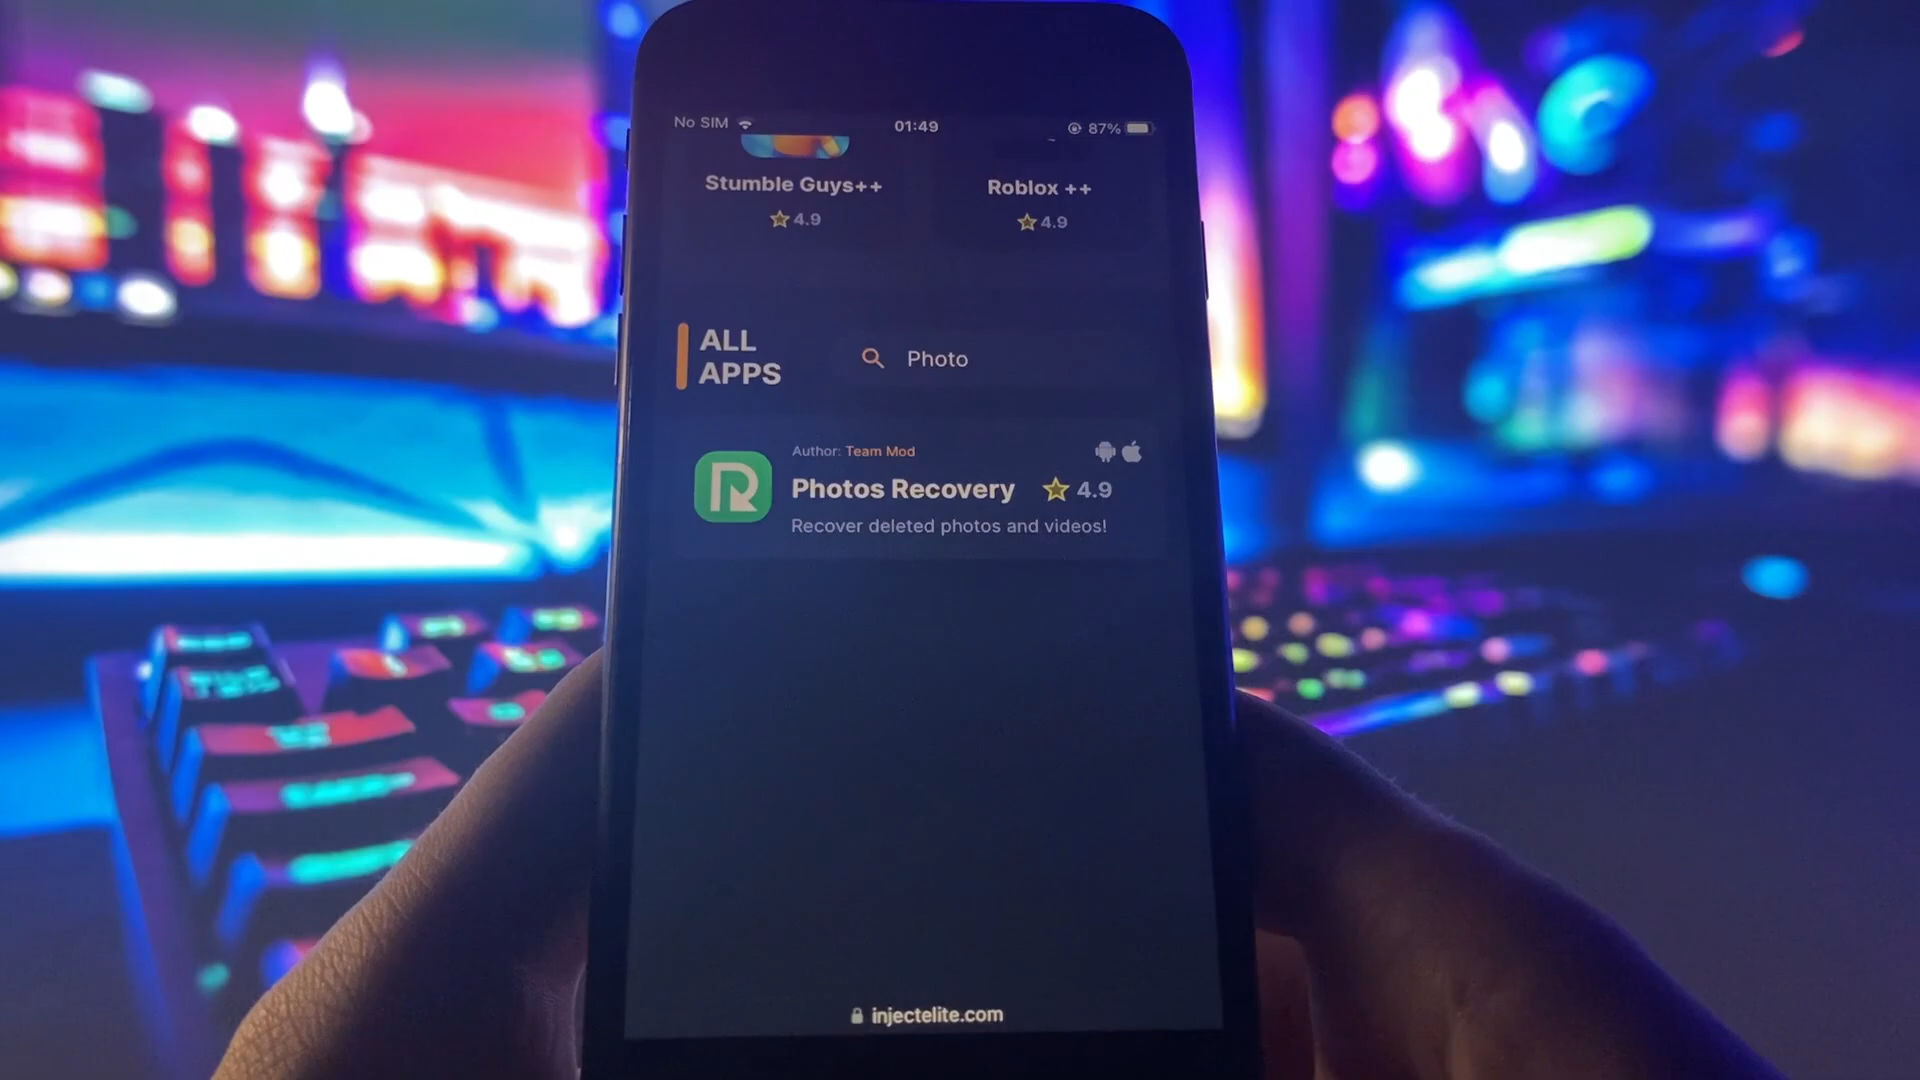 No SIM 01:49 87%
Stumble Guys++ Roblox ++
4.9 4.9
ALL
APPS
Photo
Author: Team Mod
Photos Recovery 4.9
Recover deleted photos and videos!
injectelite.com